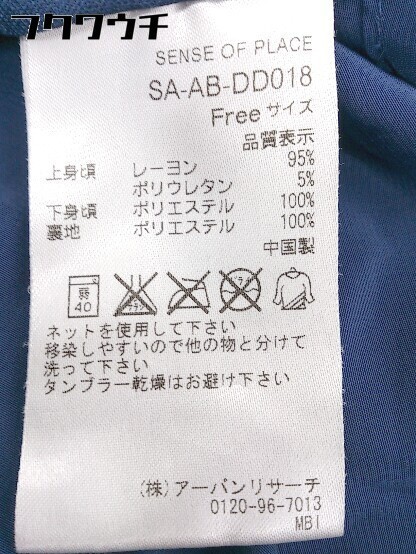 フクウクチ
SENSE OF PLACE
SA-AB-DD018
Free サイズ
品質表示
上身頃 レーヨン 95%
ポリウレタン 5%
下身頃 ポリエステル 100%
裏地 ポリエステル 100%
中国製
弱 40
ネットを使用して下さい
移染しやすいので他の物と分けて
洗って下さい
タンブラー乾燥はお避け下さい
(株)アーバンリサーチ
0120-96-7013
MBI